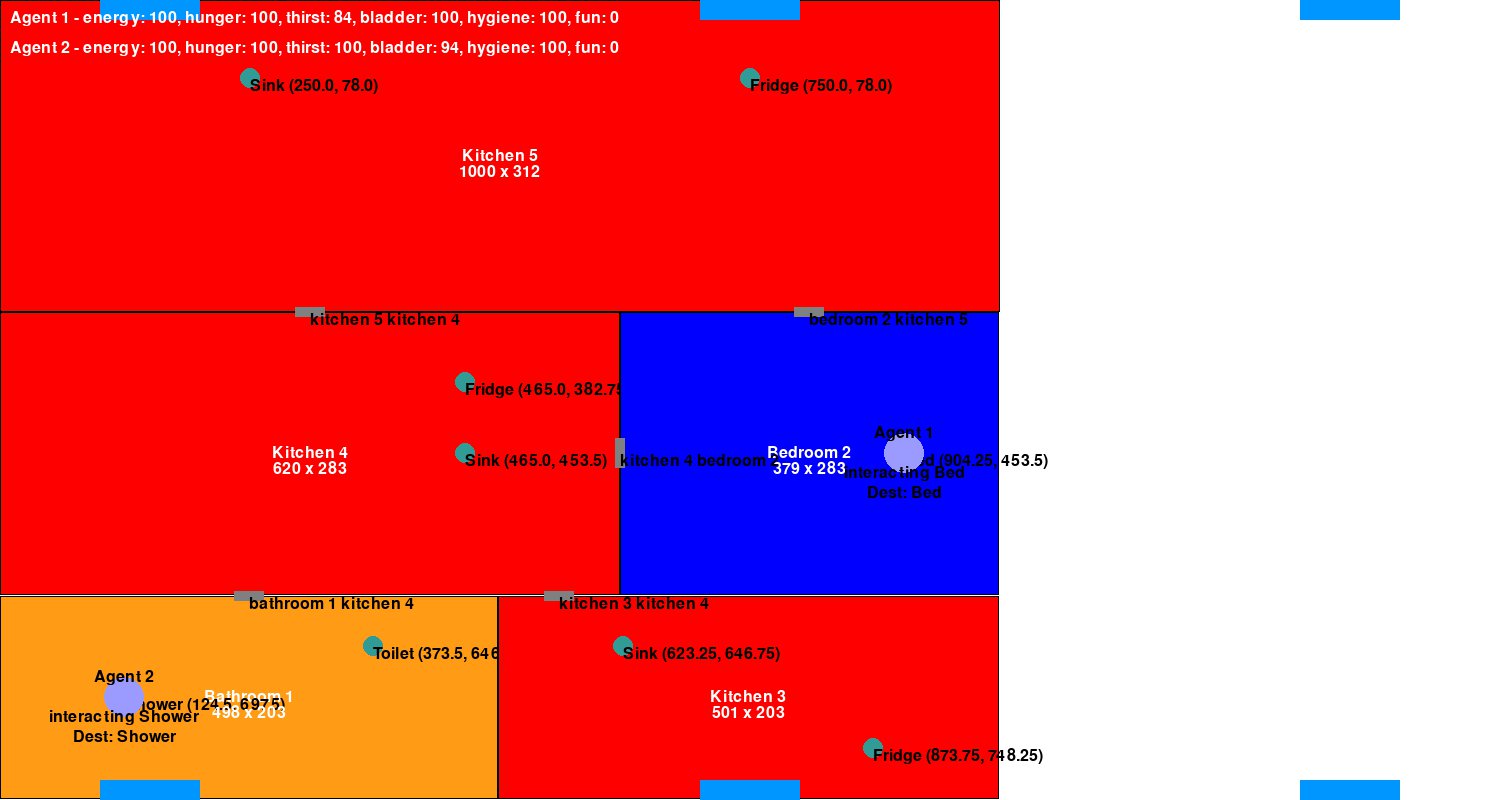 Agent 1 - energy: 100, hunger: 100, thirst: 84, bladder: 100, hygiene: 100, fun: 0
Agent 2 - energy: 100, hunger: 100, thirst: 100, bladder: 94, hygiene: 100, fun: 0
Sink (250.0, 78.0)
Fridge (750.0, 78.0)
Kitchen 5
1000 x 312
kitchen 5 kitchen 4
bedroom 2 kitchen 5
Fridge (465.0, 382.75
Agent 1
Kitchen 4
620 x 283
Sink (465.0, 453.5)
kitchen 4 bedroom 2
Bedroom 2
379 x 283
(904.25, 453.5)
interacting Bed
Dest: Bed
bathroom 1 kitchen 4
kitchen 3 kitchen 4
Toilet (373.5, 646
Sink (623.25, 646.75)
Agent 2
Bathroom 1
498 x 203
(124.5, 697.5)
interacting Shower
Dest: Shower
Kitchen 3
501 x 203
Fridge (873.75, 748.25)